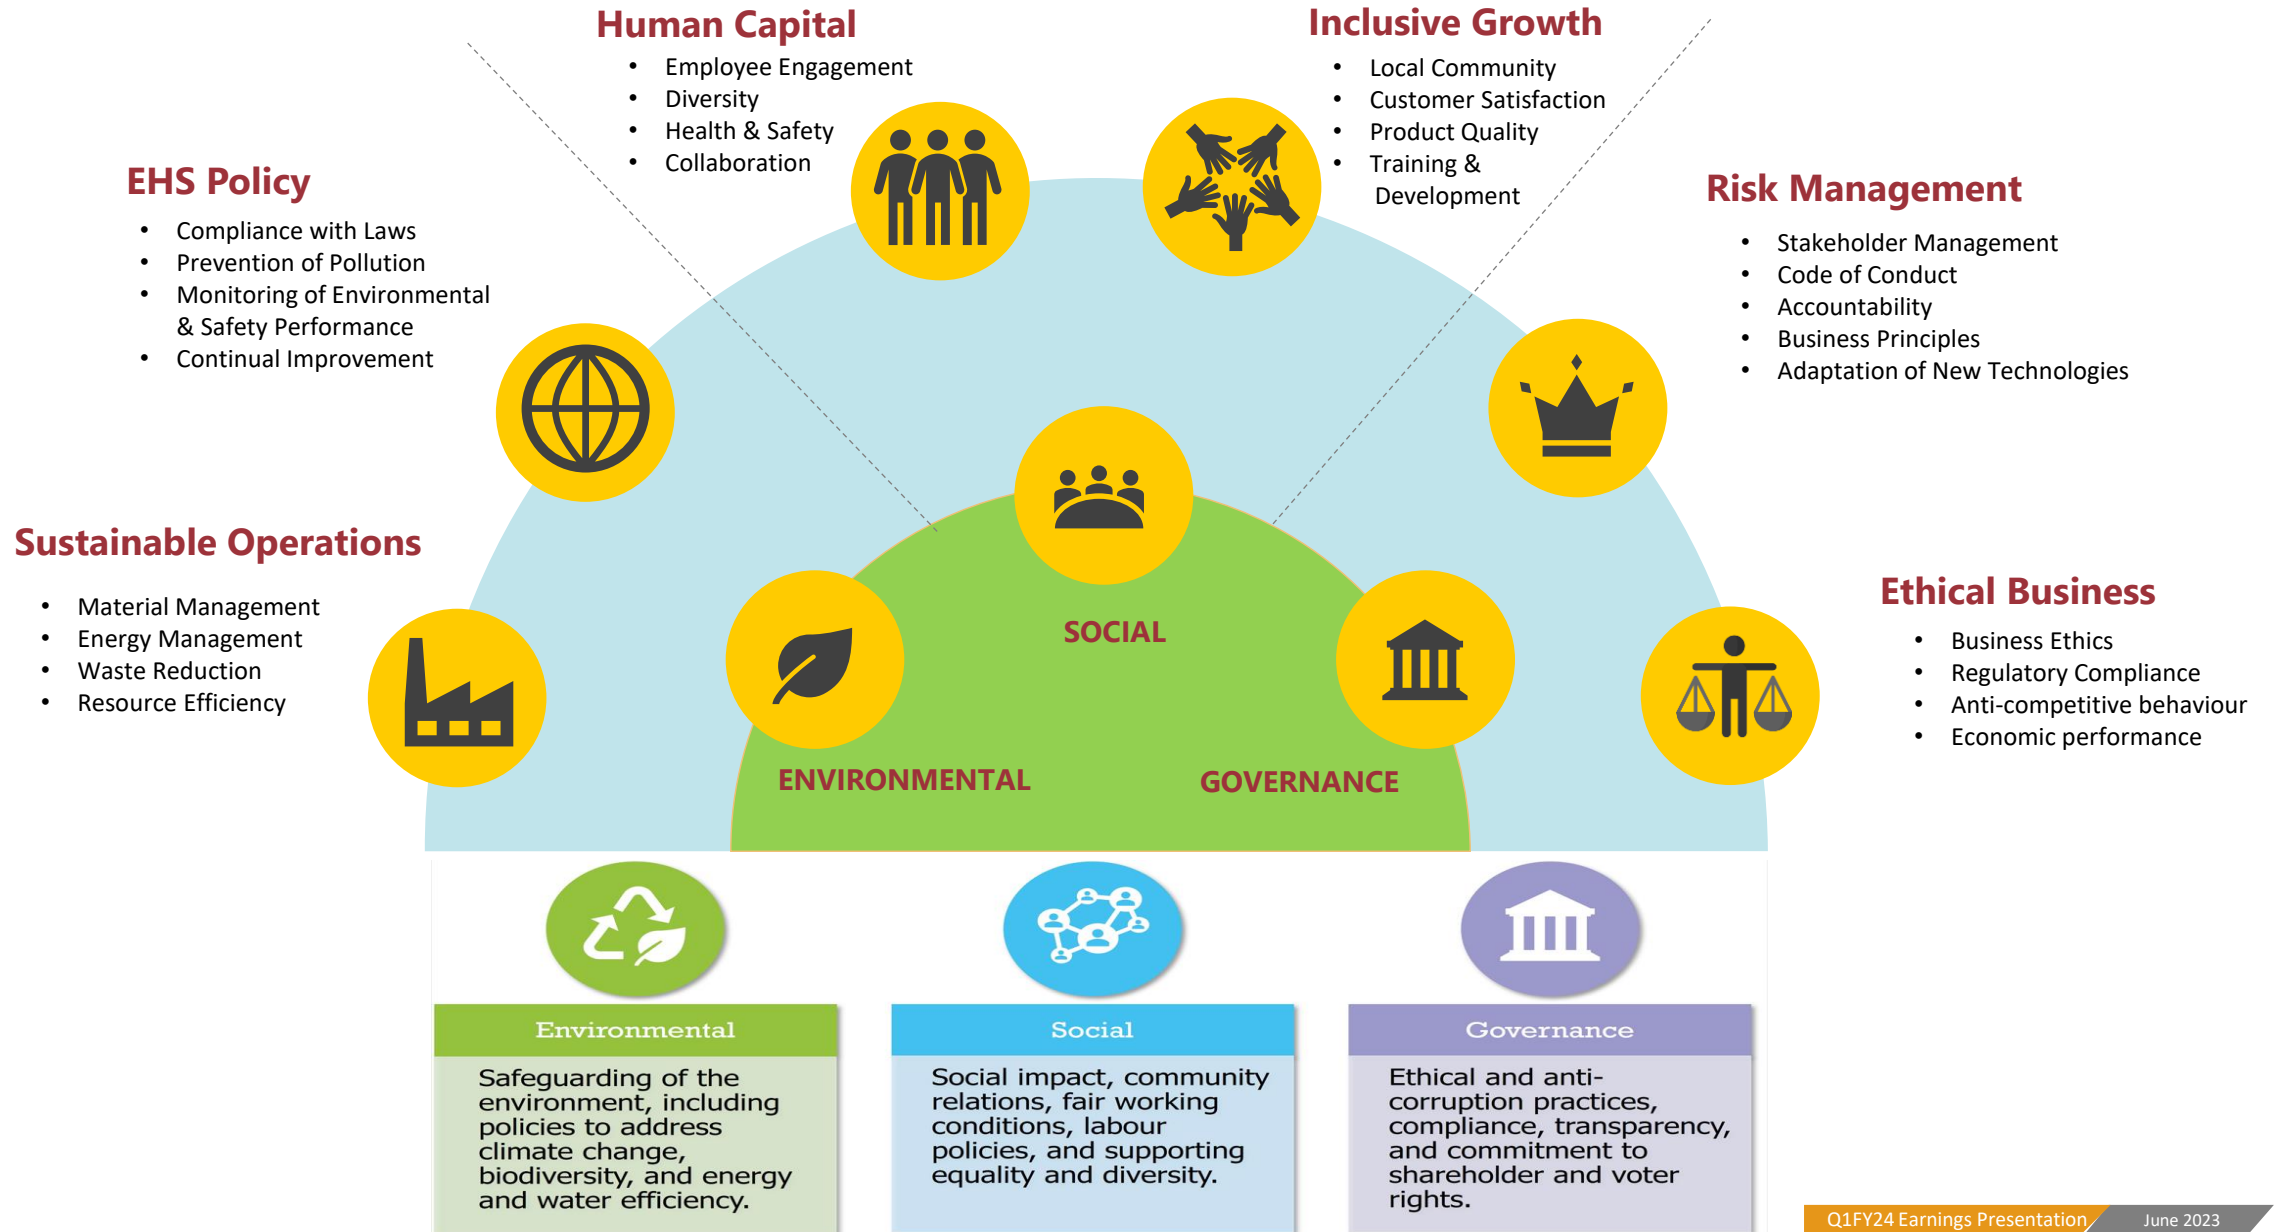 Human Capital
• Employee Engagement
• Diversity
• Health & Safety
• Collaboration
Inclusive Growth
• Local Community
• Customer Satisfaction
• Product Quality
• Training &
Development
EHS Policy
• Compliance with Laws
• Prevention of Pollution
• Monitoring of Environmental
& Safety Performance
• Continual Improvement
Risk Management
• Stakeholder Management
• Code of Conduct
• Accountability
• Business Principles
• Adaptation of New Technologies
Sustainable Operations
• Material Management
• Energy Management
• Waste Reduction
• Resource Efficiency
Ethical Business
• Business Ethics
• Regulatory Compliance
• Anti-competitive behaviour
• Economic performance
SOCIAL
ENVIRONMENTAL
GOVERNANCE
Environmental
Safeguarding of the
environment, including
policies to address
climate change,
biodiversity, and energy
and water efficiency.
Social
Social impact, community
relations, fair working
conditions, labour
policies, and supporting
equality and diversity.
Governance
Ethical and anti-
corruption practices,
compliance, transparency,
and commitment to
shareholder and voter
rights.
Q1FY24 Earnings Presentation
June 2023